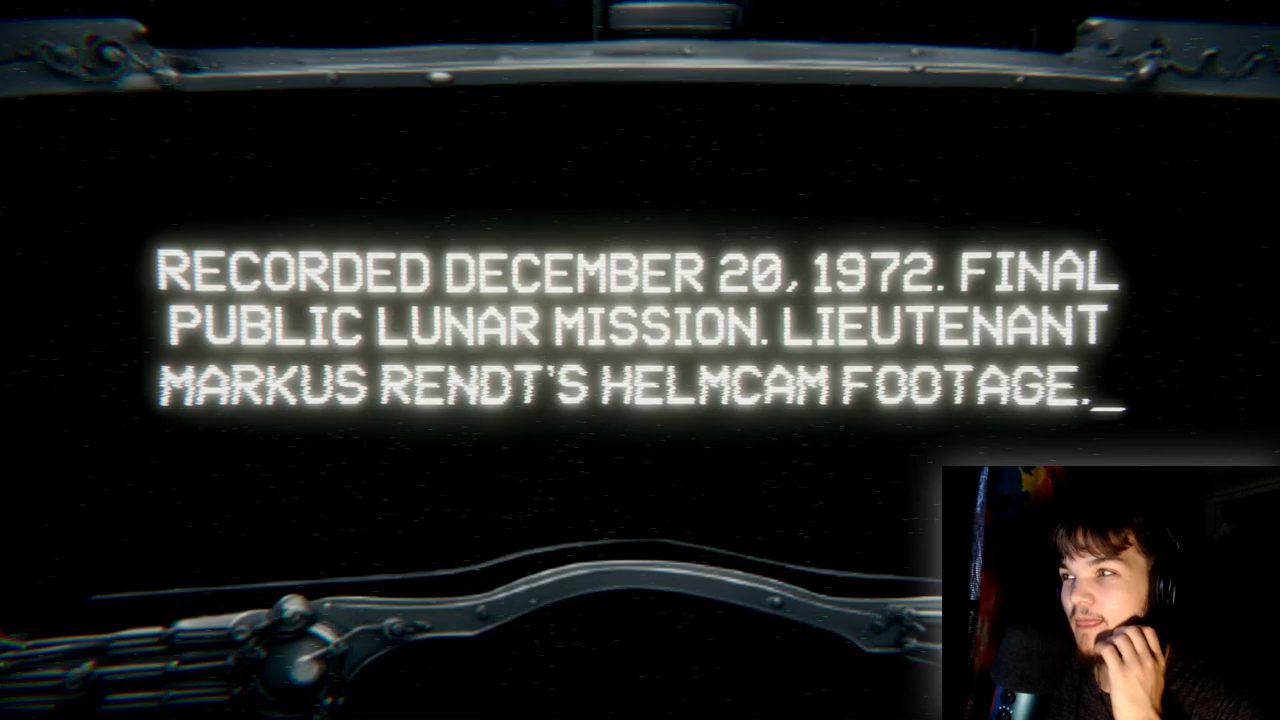 RECORDED DECEMBER 20, 1972. FINAL
PUBLIC LUNAR MISSION. LIEUTENANT
MARKUS RENDT'S HELMCAM FOOTAGE._